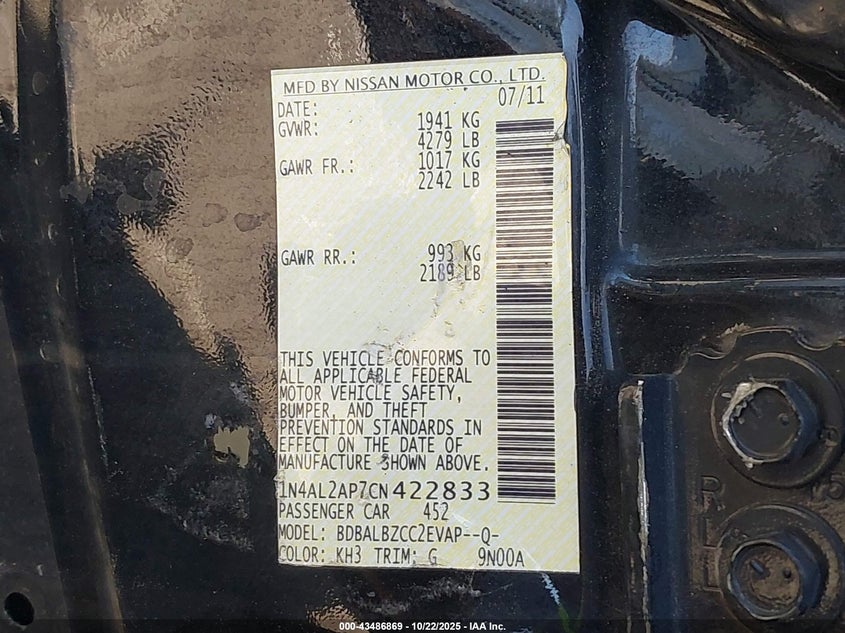 MFD BY NISSAN MOTOR CO., LTD.
DATE: 07/11
GVWR: 1941 KG
4279 LB
GAWR FR.: 1017 KG
2242 LB
GAWR RR.: 993 KG
2189 LB
THIS VEHICLE CONFORMS TO
ALL APPLICABLE FEDERAL
MOTOR VEHICLE SAFETY,
BUMPER, AND THEFT
PREVENTION STANDARDS IN
EFFECT ON THE DATE OF
MANUFACTURE SHOWN ABOVE.
1N4AL2AP7CN422833
PASSENGER CAR 452
MODEL: BDBALBZCC2EVAP--Q-
COLOR: KH3 TRIM: G 9N00A
000-43486869 - 10/22/2025 - IAA Inc.